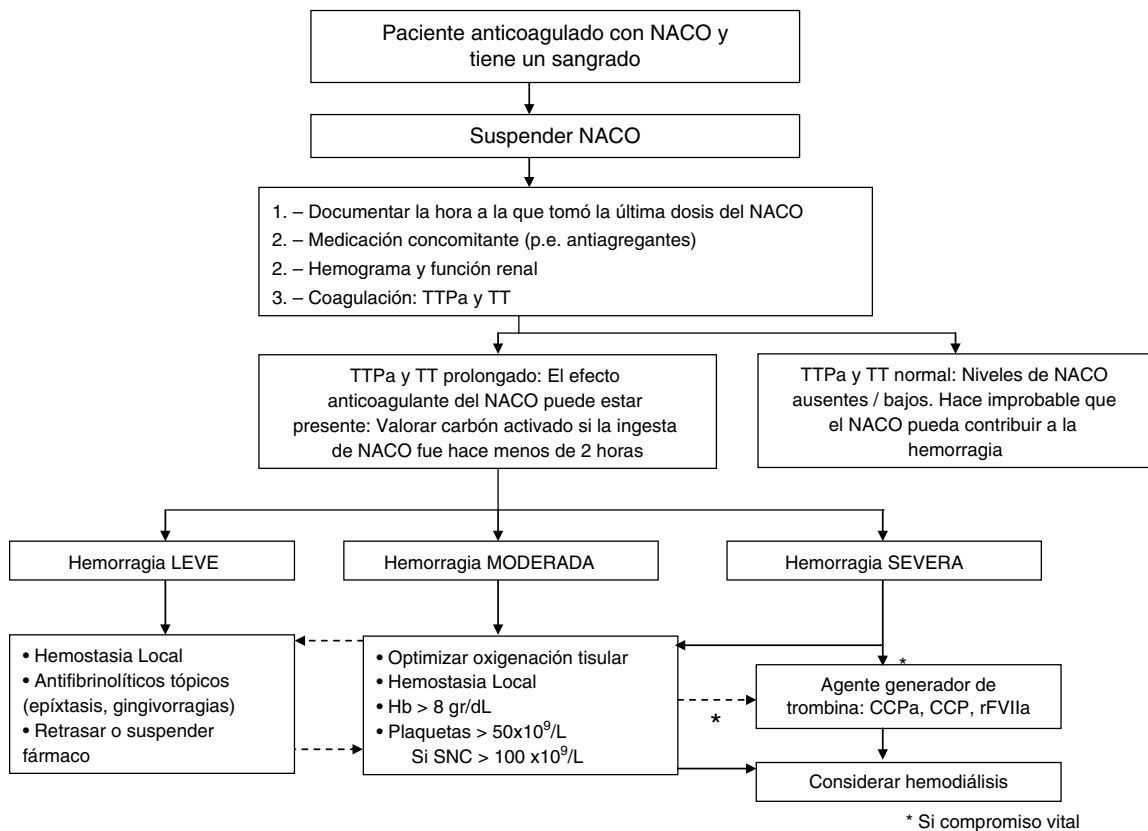 Paciente anticoagulado con NACO y
tiene un sangrado
Suspender NACO
1. – Documentar la hora a la que tomó la última dosis del NACO
2. – Medicación concomitante (p.e. antiagregantes)
2. – Hemograma y función renal
3. – Coagulación: TTPa y TT
TTPa y TT prolongado: El efecto
anticoagulante del NACO puede estar
presente: Valorar carbón activado si la ingesta
de NACO fue hace menos de 2 horas
TTPa y TT normal: Niveles de NACO
ausentes / bajos. Hace improbable que
el NACO pueda contribuir a la
hemorragia
Hemorragia LEVE
Hemorragia MODERADA
Hemorragia SEVERA
• Hemostasia Local
• Antifibrinolíticos tópicos
(epíxtasis, gingivorragias)
• Retrasar o suspender
fármaco
• Optimizar oxigenación tisular
• Hemostasia Local
• Hb > 8 gr/dL
• Plaquetas > 50x10⁹/L
Si SNC > 100 x10⁹/L
*
*
Agente generador de
trombina: CCPa, CCP, rFVIIa
Considerar hemodiálisis
* Si compromiso vital